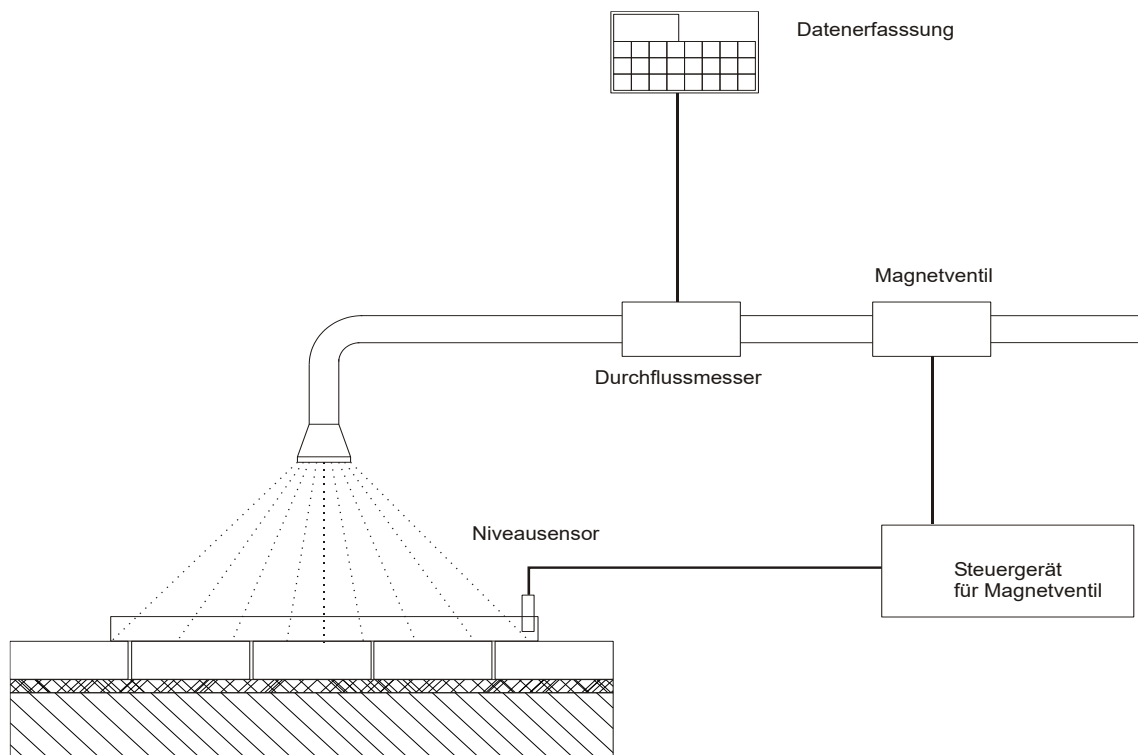 Datenerfasssung
Magnetventil
Durchflussmesser
Niveausensor
Steuergerät
für Magnetventil